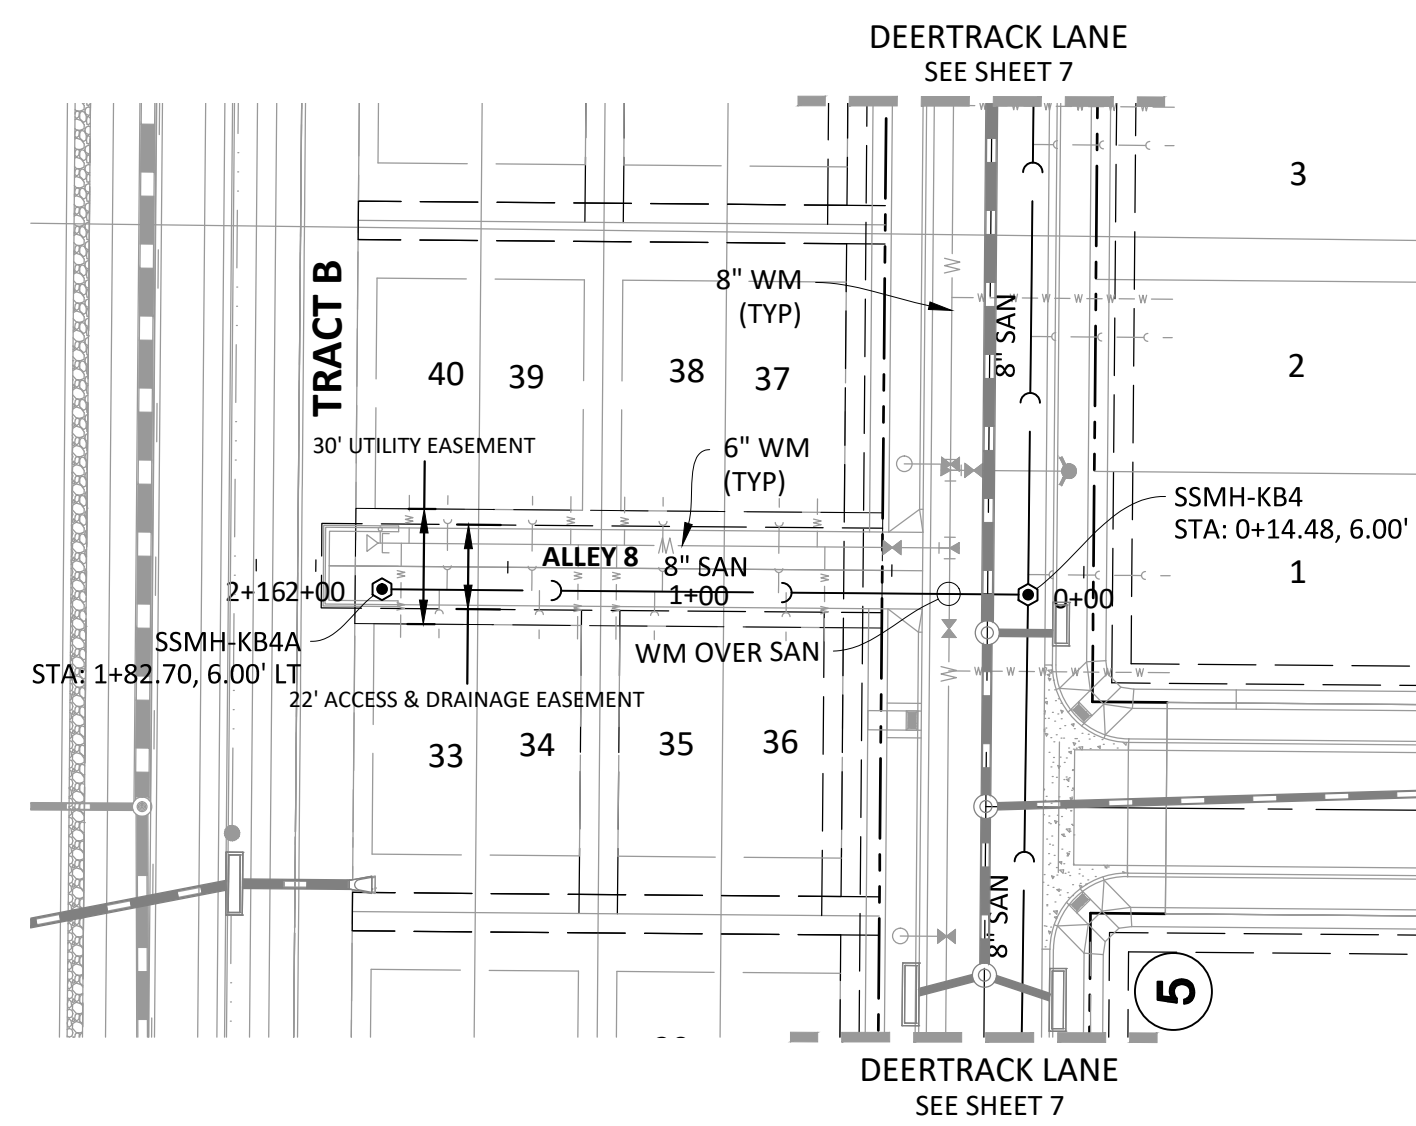 DEERTRACK LANE
SEE SHEET 7
3
TRACT B
8" WM
(TYP)
8" SAN
40
39
38
37
2
30' UTILITY EASEMENT
6" WM
(TYP)
SSMH-KB4
STA: 0+14.48, 6.00'
ALLEY 8
8" SAN
1+00
1
2+16
2+00
0+00
SSMH-KB4A
STA: 1+82.70, 6.00' LT
WM OVER SAN
22' ACCESS & DRAINAGE EASEMENT
33
34
35
36
8" SAN
5
DEERTRACK LANE
SEE SHEET 7
W
W
W
W
W
W
W
W
W
W
W
W
W